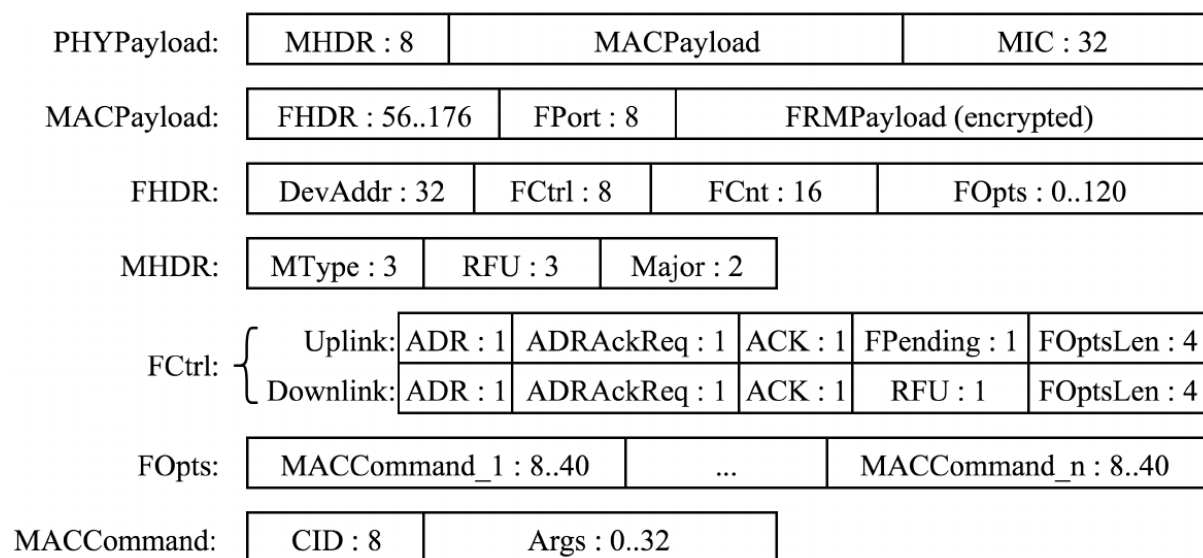 PHYPayload: MHDR : 8 MACPayload MIC : 32
MACPayload: FHDR : 56..176 FPort : 8 FRMPayload (encrypted)
FHDR: DevAddr : 32 FCtrl : 8 FCnt : 16 FOpts : 0..120
MHDR: MType : 3 RFU : 3 Major : 2
FCtrl: Uplink: ADR : 1 ADRAckReq : 1 ACK : 1 FPending : 1 FOptsLen : 4
Downlink: ADR : 1 ADRAckReq : 1 ACK : 1 RFU : 1 FOptsLen : 4
FOpts: MACCommand_1 : 8..40 ... MACCommand_n : 8..40
MACCommand: CID : 8 Args : 0..32